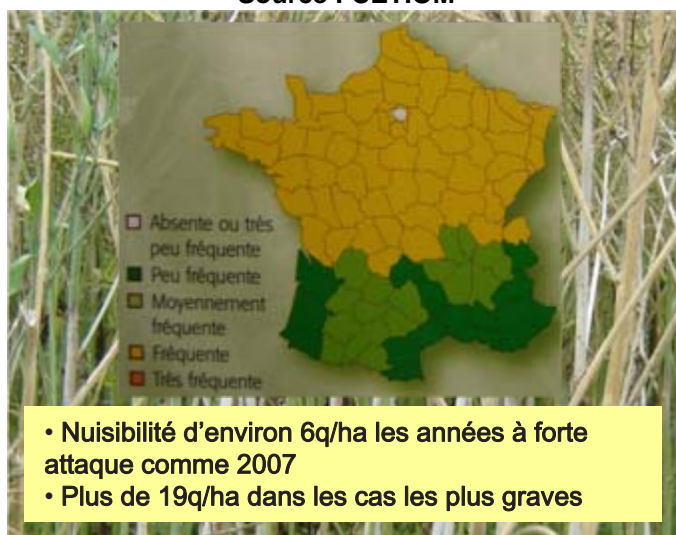 Absente ou très
peu fréquente
Peu fréquente
Moyennement
fréquente
Fréquente
Très fréquente
• Nuisibilité d’environ 6q/ha les années à forte
attaque comme 2007
• Plus de 19q/ha dans les cas les plus graves